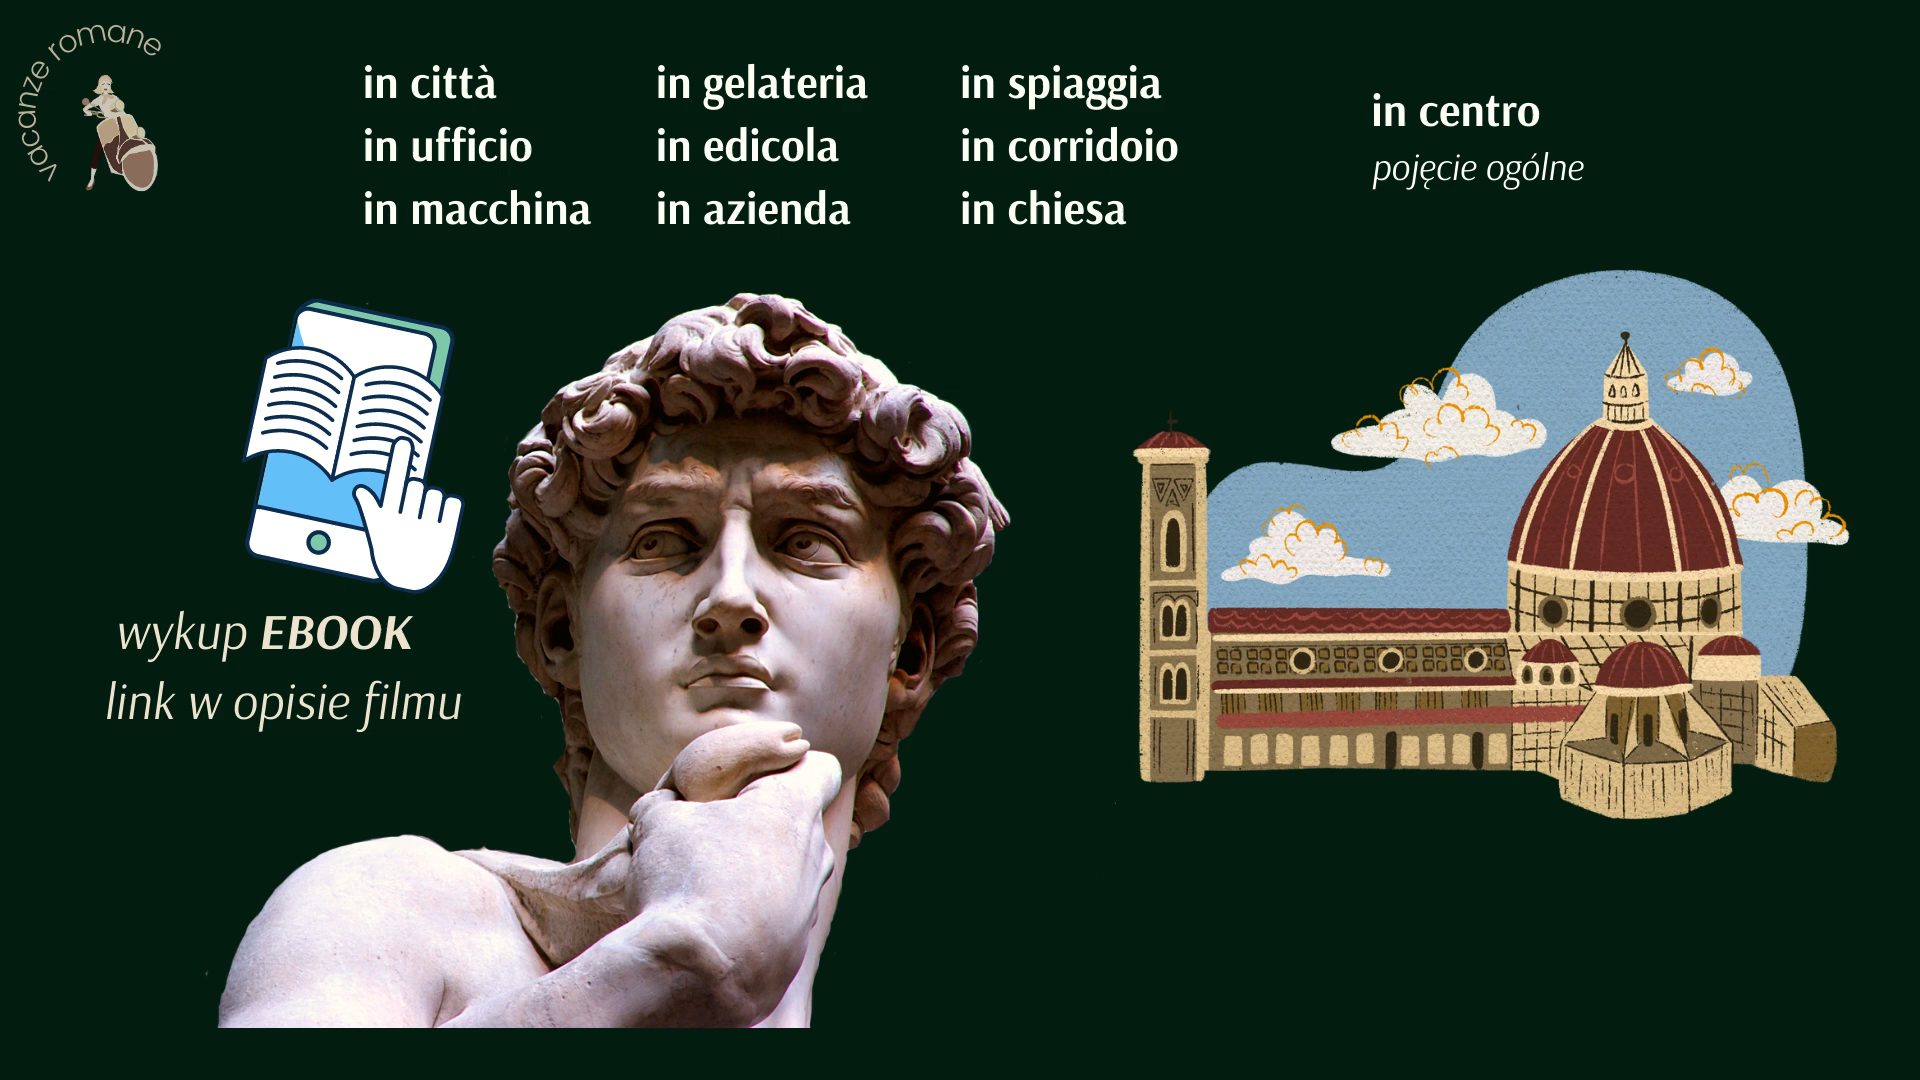 vacanze romane
in città
in ufficio
in macchina
in gelateria
in edicola
in azienda
in spiaggia
in corridoio
in chiesa
in centro
pojęcie ogólne
wykup EBOOK
link w opisie filmu